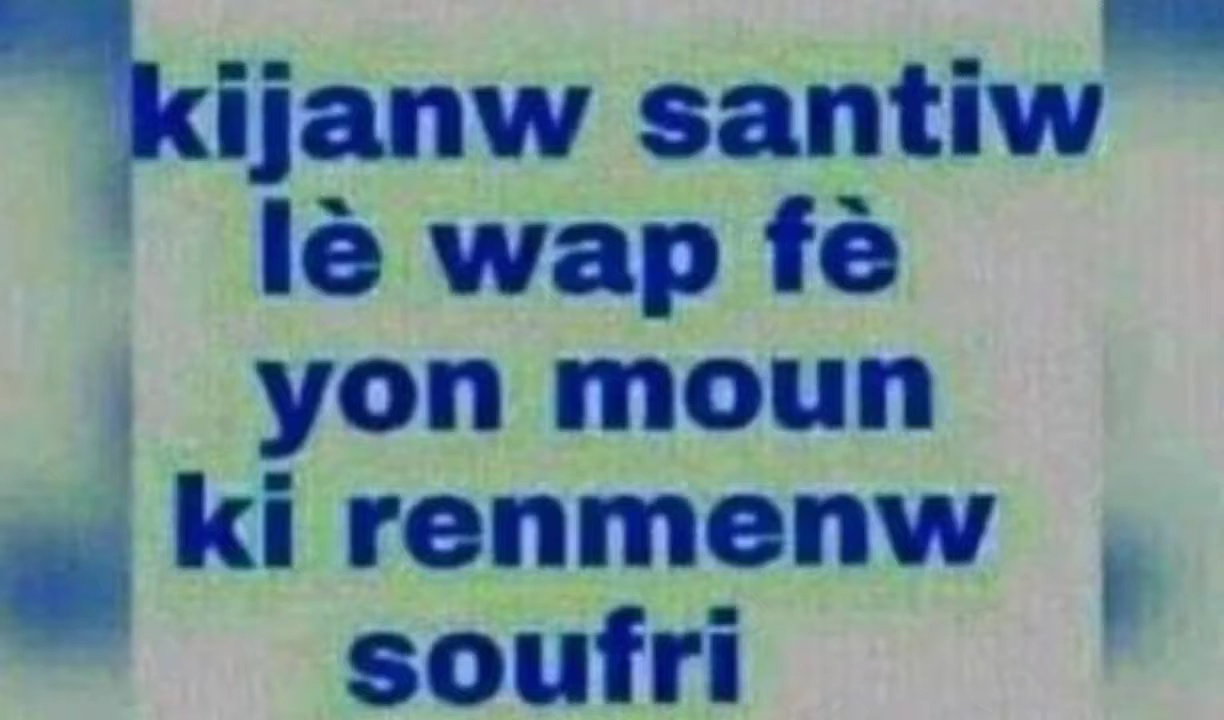 kijanw santiw
lè wap fè
yon moun
ki renmenw
soufri